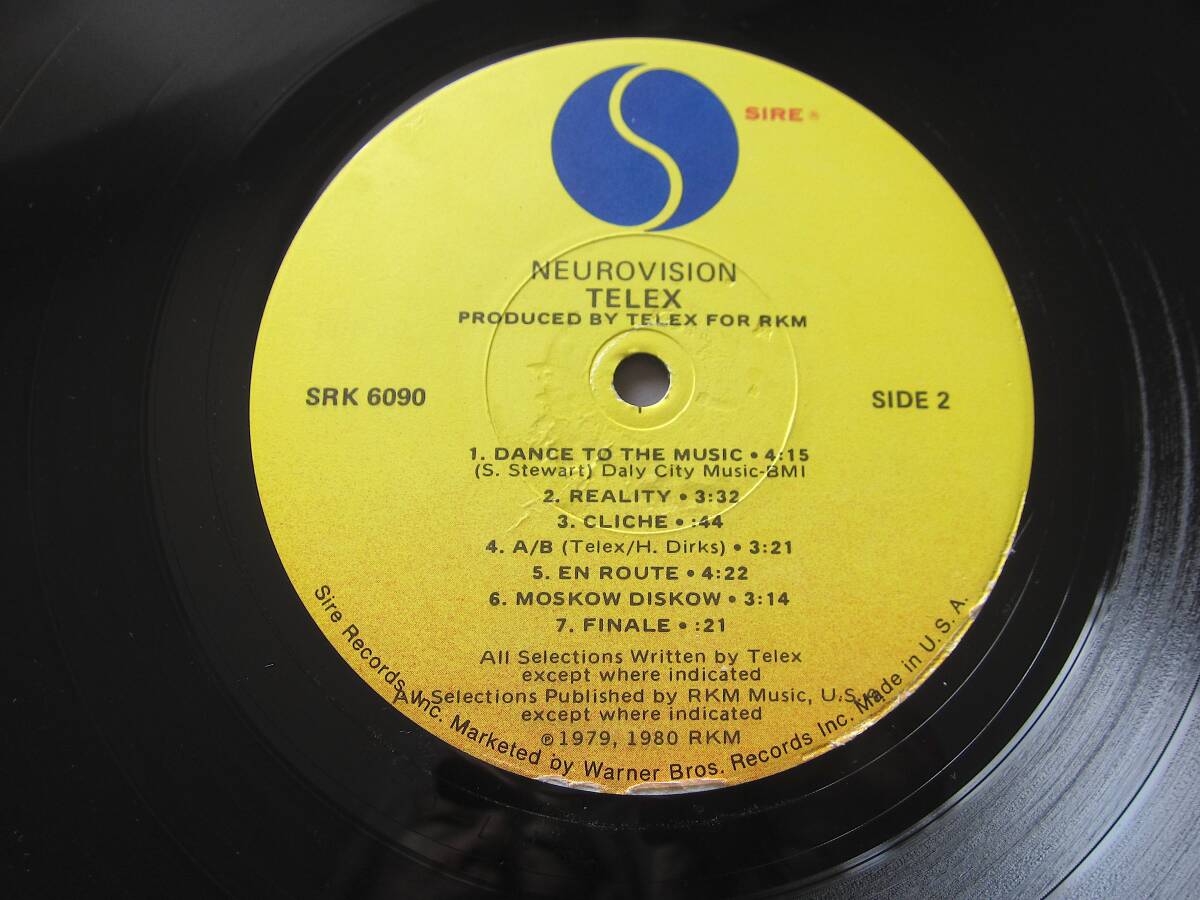 SIRE ®
NEUROVISION
TELEX
PRODUCED BY TELEX FOR RKM
SRK 6090
SIDE 2
1. DANCE TO THE MUSIC • 4:15
(S. Stewart) Daly City Music-BMI
2. REALITY • 3:32
3. CLICHE • :44
4. A/B (Telex/H. Dirks) • 3:21
5. EN ROUTE • 4:22
6. MOSKOW DISKOW • 3:14
7. FINALE • :21
All Selections Written by Telex
except where indicated
All Selections Published by RKM Music, U.S.
except where indicated
℗ 1979, 1980 RKM
Sire Records, Inc. Marketed by Warner Bros. Records Inc. Made in U.S.A.